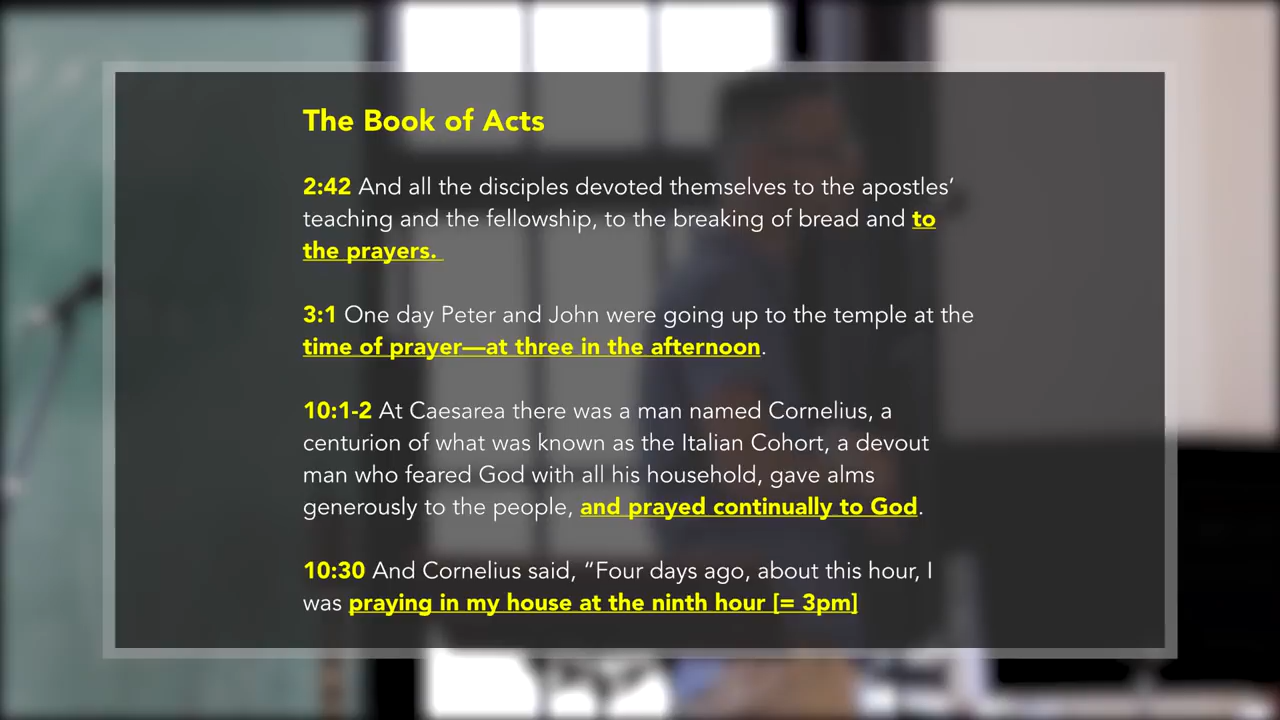 The Book of Acts
2:42 And all the disciples devoted themselves to the apostles’
teaching and the fellowship, to the breaking of bread and to
the prayers.
3:1 One day Peter and John were going up to the temple at the
time of prayer—at three in the afternoon.
10:1-2 At Caesarea there was a man named Cornelius, a
centurion of what was known as the Italian Cohort, a devout
man who feared God with all his household, gave alms
generously to the people, and prayed continually to God.
10:30 And Cornelius said, “Four days ago, about this hour, I
was praying in my house at the ninth hour [= 3pm]